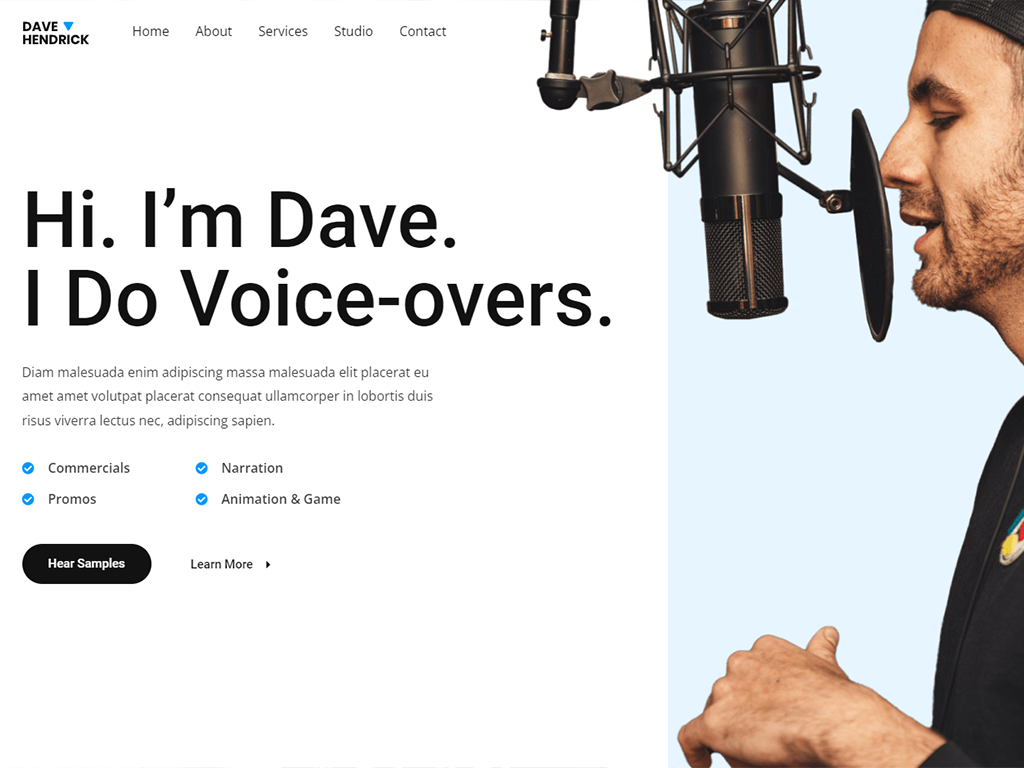 DAVE
HENDRICK
Home About Services Studio Contact
Hi. I’m Dave.
I Do Voice-overs.
Diam malesuada enim adipiscing massa malesuada elit placerat eu
amet amet volutpat placerat consequat ullamcorper in lobortis duis
risus viverra lectus nec, adipiscing sapien.
Commercials Narration
Promos Animation & Game
Hear Samples Learn More